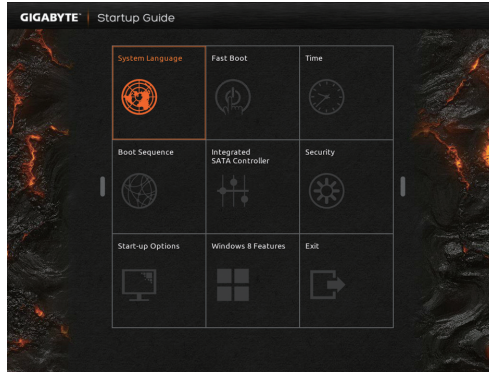 GIGABYTE™ Startup Guide
System Language
Fast Boot
Time
Boot Sequence
Integrated
SATA Controller
Security
Start-up Options
Windows 8 Features
Exit